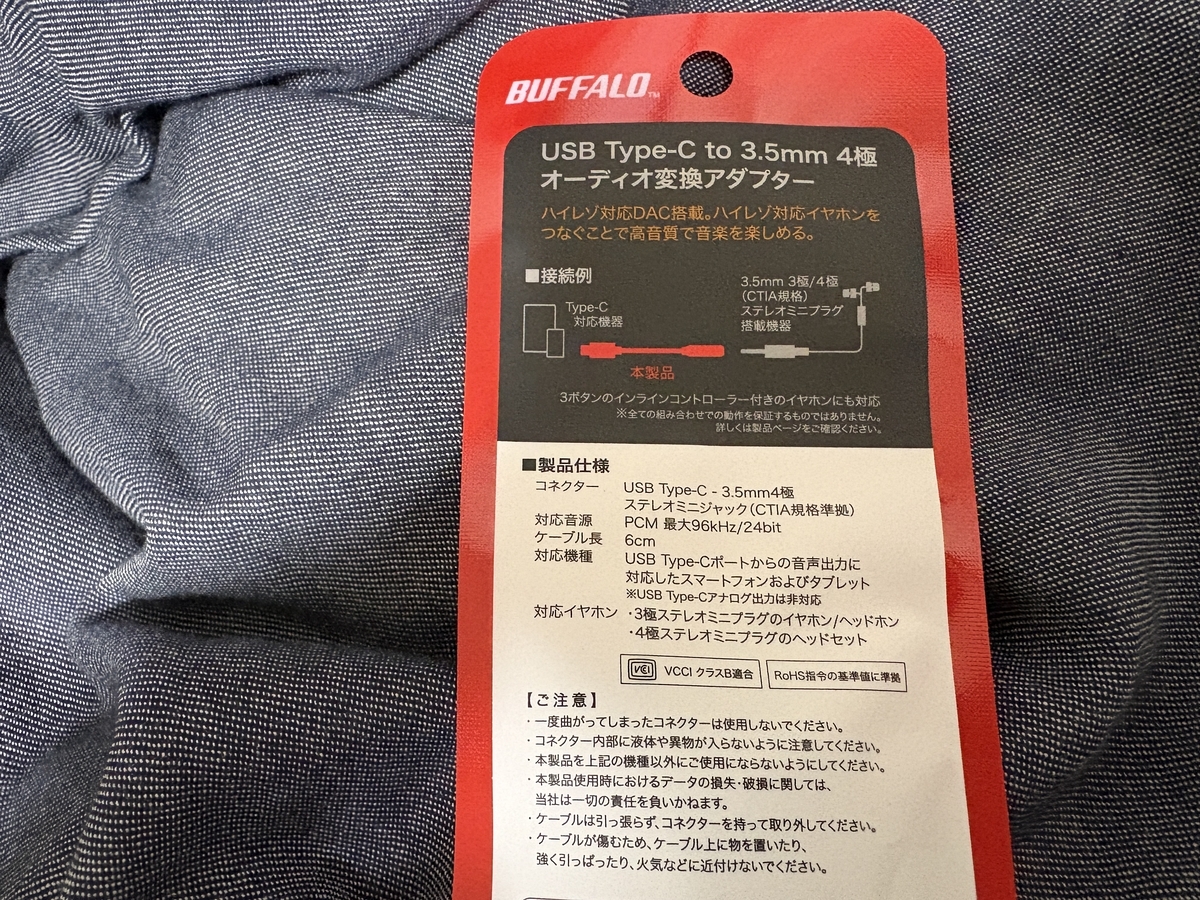 BUFFALO™
USB Type-C to 3.5mm 4極
オーディオ変換アダプター
ハイレゾ対応DAC搭載。ハイレゾ対応イヤホンを
つなぐことで高音質で音楽を楽しめる。
■接続例
Type-C
対応機器
3.5mm 3極/4極
(CTIA規格)
ステレオミニプラグ
搭載機器
本製品
3ボタンのインラインコントローラー付きのイヤホンにも対応
※全ての組み合わせでの動作を保証するものではありません。
詳しくは製品ページをご確認ください。
■製品仕様
コネクター USB Type-C - 3.5mm4極
ステレオミニジャック(CTIA規格準拠)
対応音源 PCM 最大96kHz/24bit
ケーブル長 6cm
対応機種 USB Type-Cポートからの音声出力に
対応したスマートフォンおよびタブレット
※USB Type-Cアナログ出力は非対応
対応イヤホン ・3極ステレオミニプラグのイヤホン/ヘッドホン
・4極ステレオミニプラグのヘッドセット
VCCI VCCI クラスB適合 RoHS指令の基準値に準拠
【ご注意】
・一度曲がってしまったコネクターは使用しないでください。
・コネクター内部に液体や異物が入らないように注意してください。
・本製品を上記の機種以外にご使用にならないようにしてください。
・本製品使用時におけるデータの損失・破損に関しては、
当社は一切の責任を負いかねます。
・ケーブルは引っ張らず、コネクターを持って取り外してください。
・ケーブルが傷むため、ケーブル上に物を置いたり、
強く引っぱったり、火気などに近付けないでください。